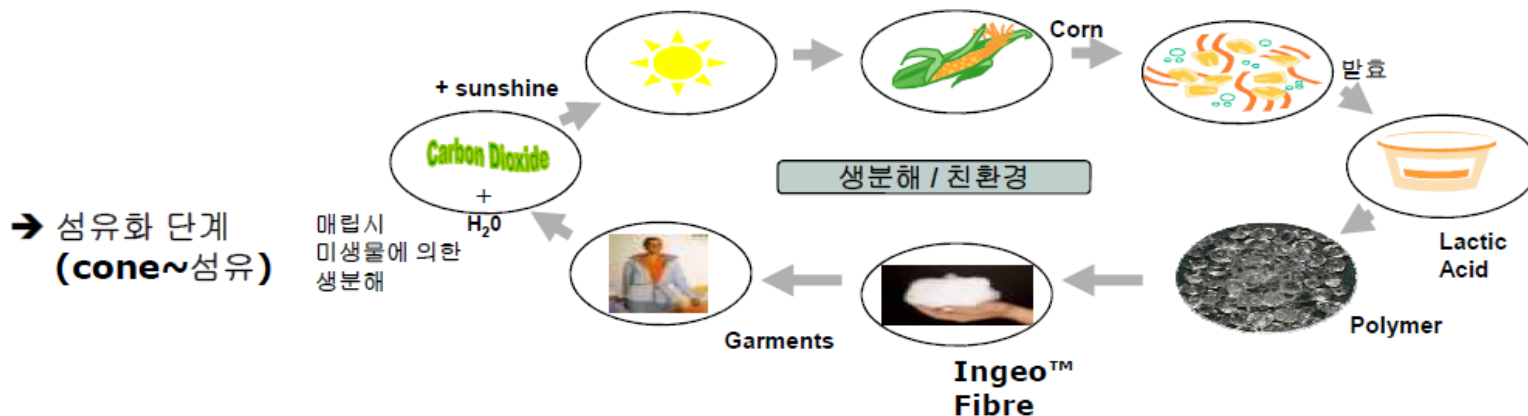 ➔ 섬유화 단계
(cone~섬유)
매립시
미생물에 의한
생분해
Carbon Dioxide
+
H₂0
+ sunshine
Corn
발효
Lactic
Acid
Polymer
Ingeo™
Fibre
Garments
생분해 / 친환경